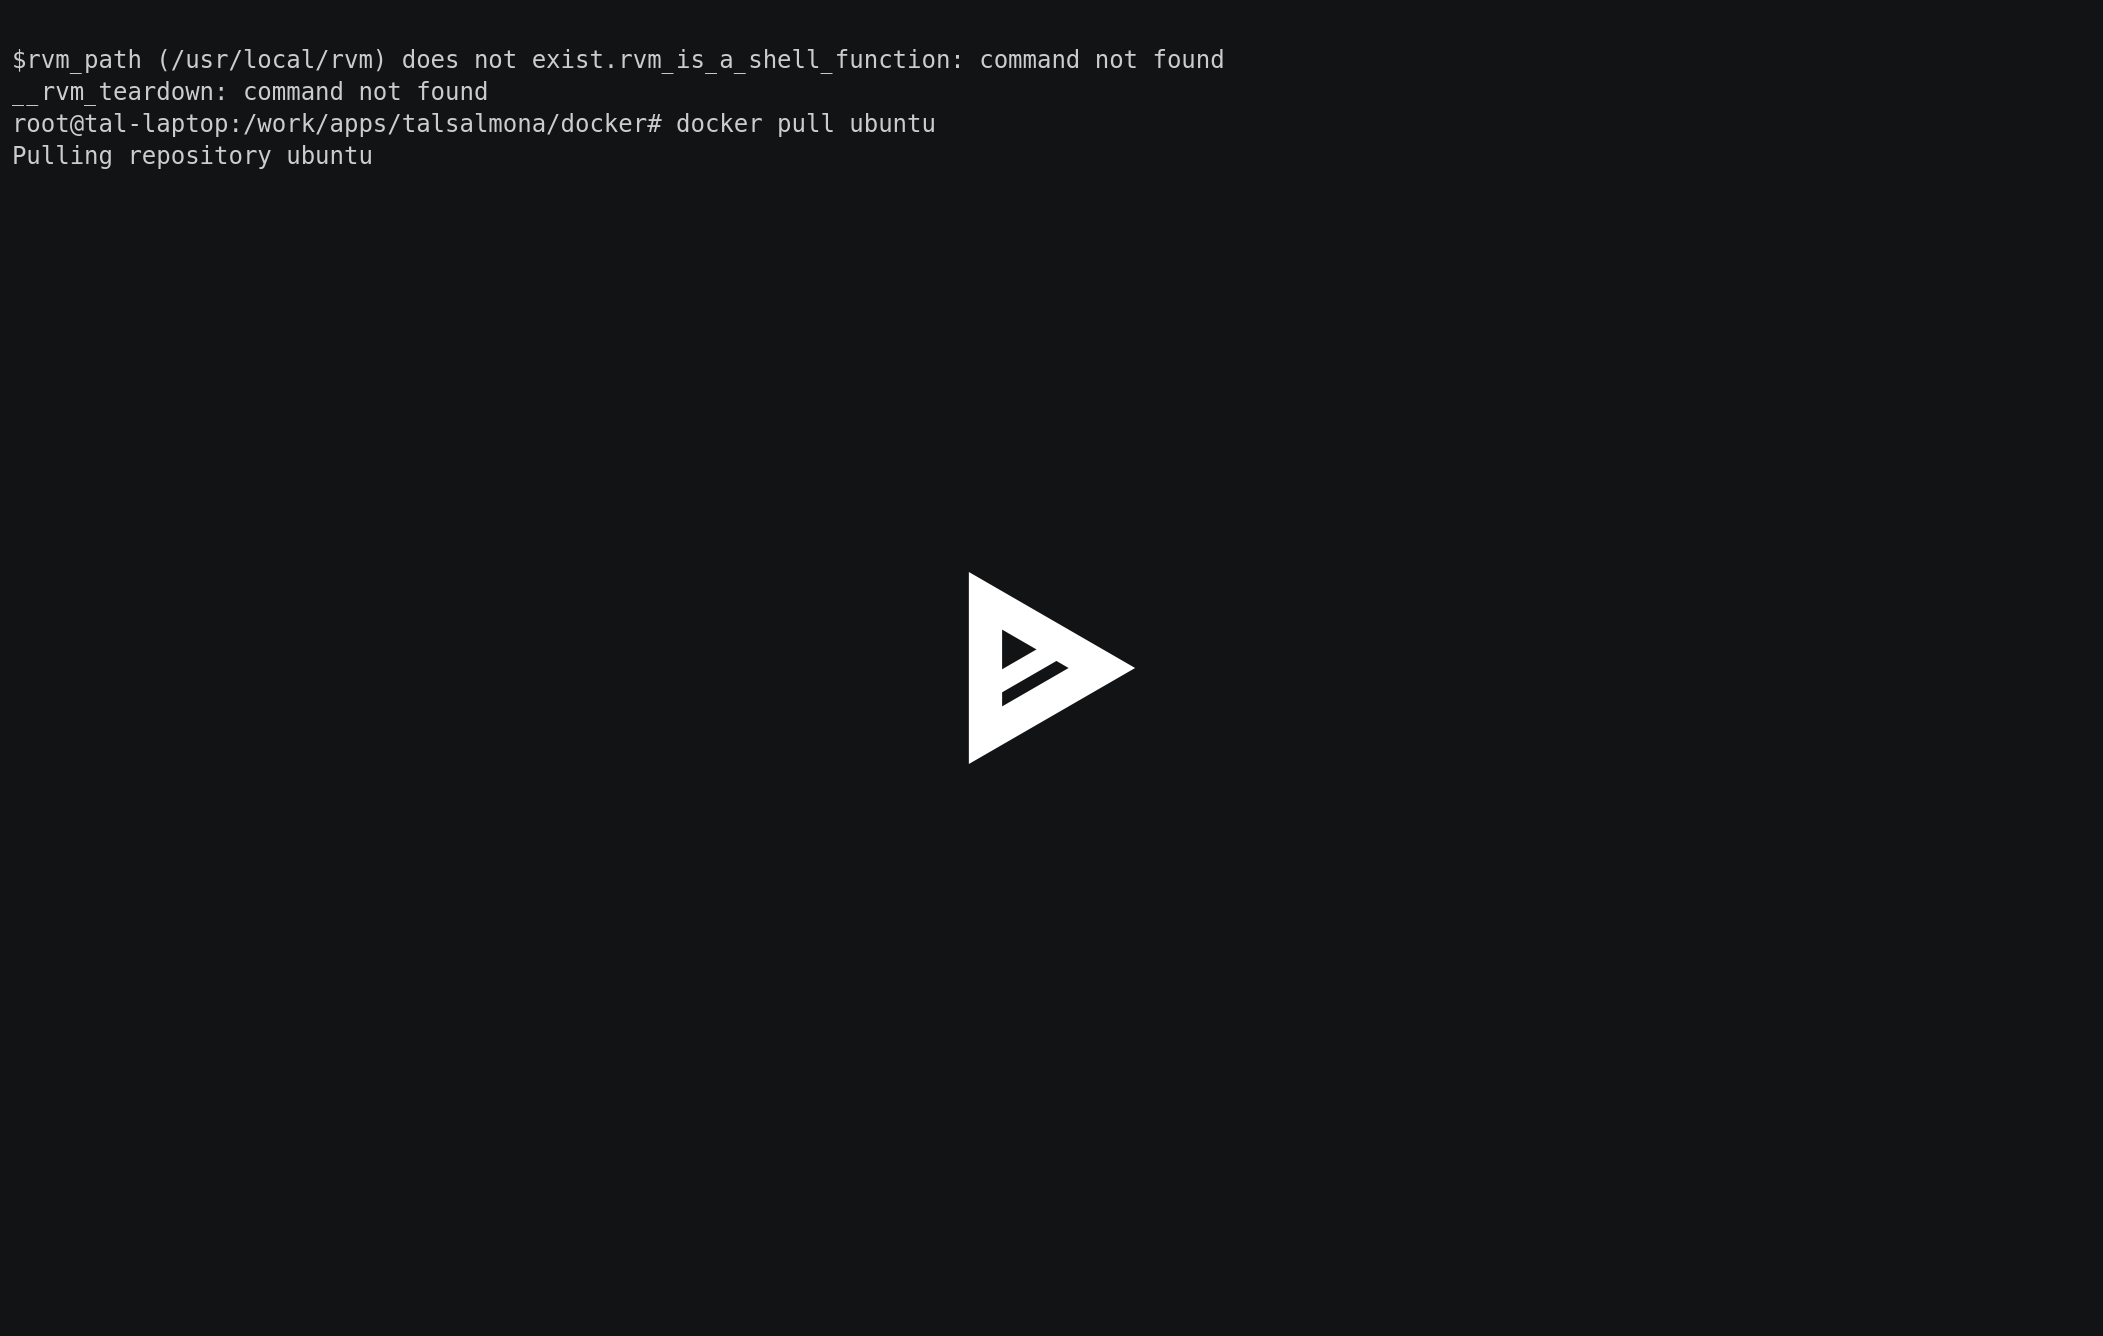 $rvm_path (/usr/local/rvm) does not exist.rvm_is_a_shell_function: command not found
__rvm_teardown: command not found
root@tal-laptop:/work/apps/talsalmona/docker# docker pull ubuntu
Pulling repository ubuntu